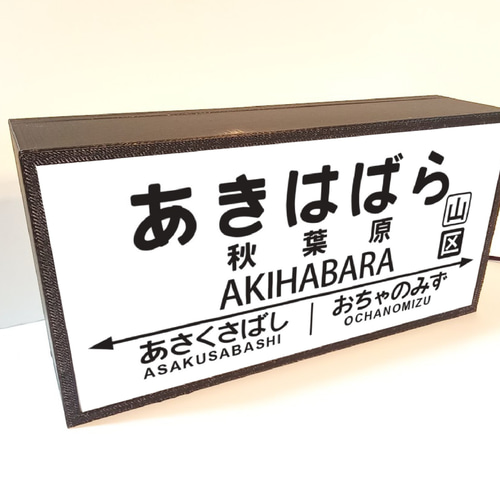 あきはばら
秋葉原
山
区
AKIHABARA
あさくさばし
ASAKUSABASHI
おちゃのみず
OCHANOMIZU